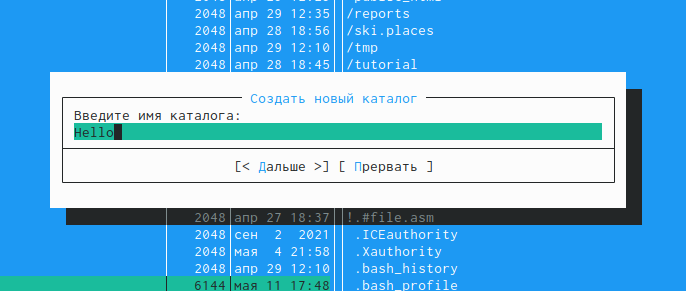 2048 апр 29 12:35 /reports
2048 апр 28 18:56 /ski.places
2048 апр 29 12:10 /tmp
2048 апр 28 18:45 /tutorial
Создать новый каталог
Введите имя каталога:
Hello
[< Дальше >] [ Прервать ]
2048 апр 27 18:37 !.#file.asm
2048 сен 2 2021 .ICEauthority
2048 мая 4 21:58 .Xauthority
2048 апр 29 12:10 .bash_history
6144 мая 11 17:48 .bash_profile